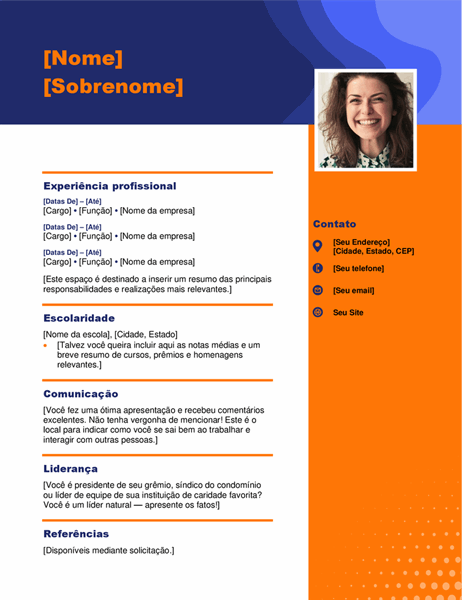 [Nome]
[Sobrenome]
Experiência profissional
[Datas De] – [Até]
[Cargo] • [Função] • [Nome da empresa]
[Datas De] – [Até]
[Cargo] • [Função] • [Nome da empresa]
[Datas De] – [Até]
[Cargo] • [Função] • [Nome da empresa]
[Este espaço é destinado a inserir um resumo das principais
responsabilidades e realizações mais relevantes.]
Escolaridade
[Nome da escola], [Cidade, Estado]
• [Talvez você queira incluir aqui as notas médias e um
breve resumo de cursos, prêmios e homenagens
relevantes.]
Comunicação
[Você fez uma ótima apresentação e recebeu comentários
excelentes. Não tenha vergonha de mencionar! Este é o
local para indicar como você se sai bem ao trabalhar e
interagir com outras pessoas.]
Liderança
[Você é presidente de seu grêmio, síndico do condomínio
ou líder de equipe de sua instituição de caridade favorita?
Você é um líder natural — apresente os fatos!]
Referências
[Disponíveis mediante solicitação.]
Contato
[Seu Endereço]
[Cidade, Estado, CEP]
[Seu telefone]
[Seu email]
Seu Site